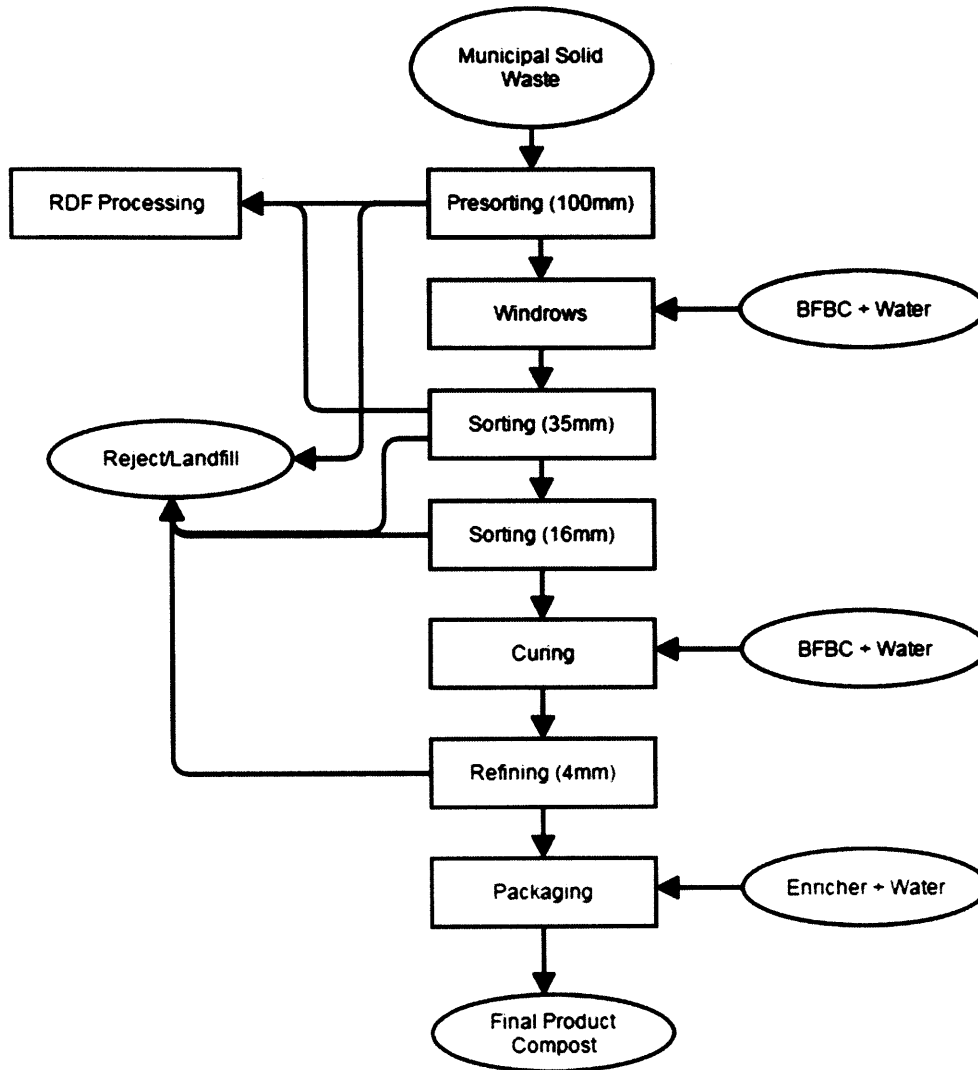 Municipal Solid
Waste
RDF Processing
Presorting (100mm)
Windrows
BFBC + Water
Sorting (35mm)
Reject/Landfill
Sorting (16mm)
Curing
BFBC + Water
Refining (4mm)
Packaging
Enricher + Water
Final Product
Compost